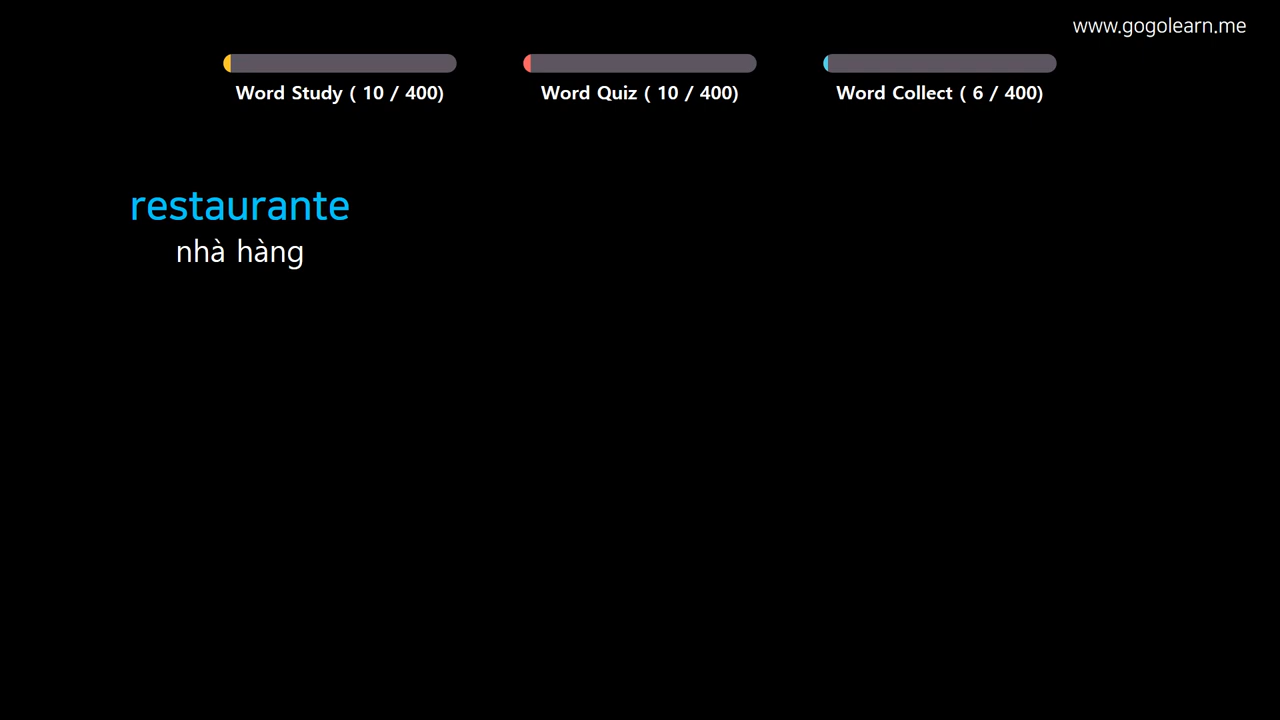 www.gogolearn.me
Word Study ( 10 / 400)
Word Quiz ( 10 / 400)
Word Collect ( 6 / 400)
restaurante
nhà hàng